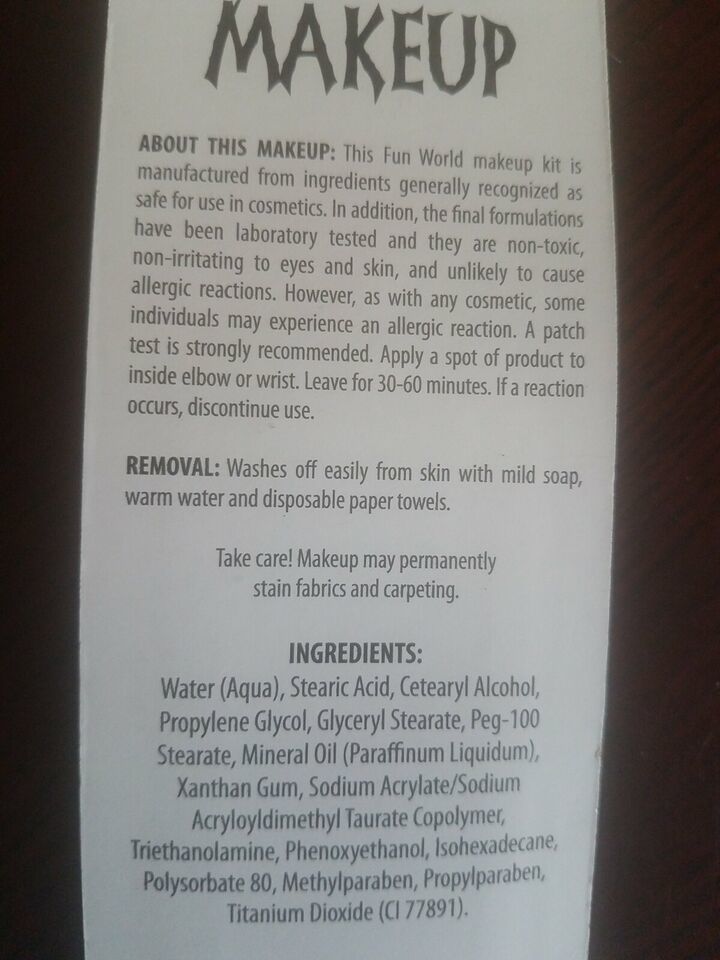 MAKEUP
ABOUT THIS MAKEUP: This Fun World makeup kit is
manufactured from ingredients generally recognized as
safe for use in cosmetics. In addition, the final formulations
have been laboratory tested and they are non-toxic,
non-irritating to eyes and skin, and unlikely to cause
allergic reactions. However, as with any cosmetic, some
individuals may experience an allergic reaction. A patch
test is strongly recommended. Apply a spot of product to
inside elbow or wrist. Leave for 30-60 minutes. If a reaction
occurs, discontinue use.
REMOVAL: Washes off easily from skin with mild soap,
warm water and disposable paper towels.
Take care! Makeup may permanently
stain fabrics and carpeting.
INGREDIENTS:
Water (Aqua), Stearic Acid, Cetearyl Alcohol,
Propylene Glycol, Glyceryl Stearate, Peg-100
Stearate, Mineral Oil (Paraffinum Liquidum),
Xanthan Gum, Sodium Acrylate/Sodium
Acryloyldimethyl Taurate Copolymer,
Triethanolamine, Phenoxyethanol, Isohexadecane,
Polysorbate 80, Methylparaben, Propylparaben,
Titanium Dioxide (CI 77891).